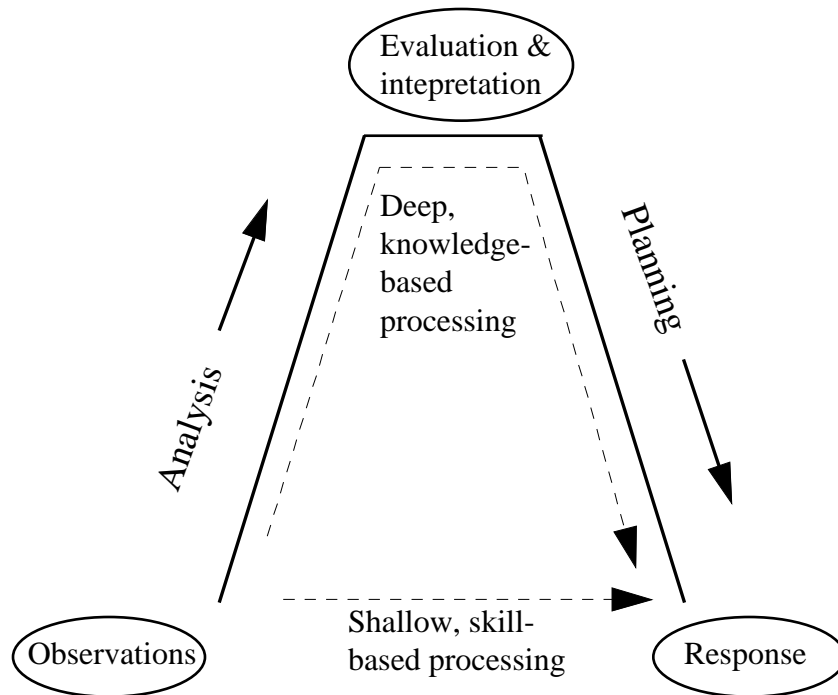 Evaluation &
intepretation
Deep,
knowledge-
based
processing
Planning
Analysis
Observations
Shallow, skill-
based processing
Response